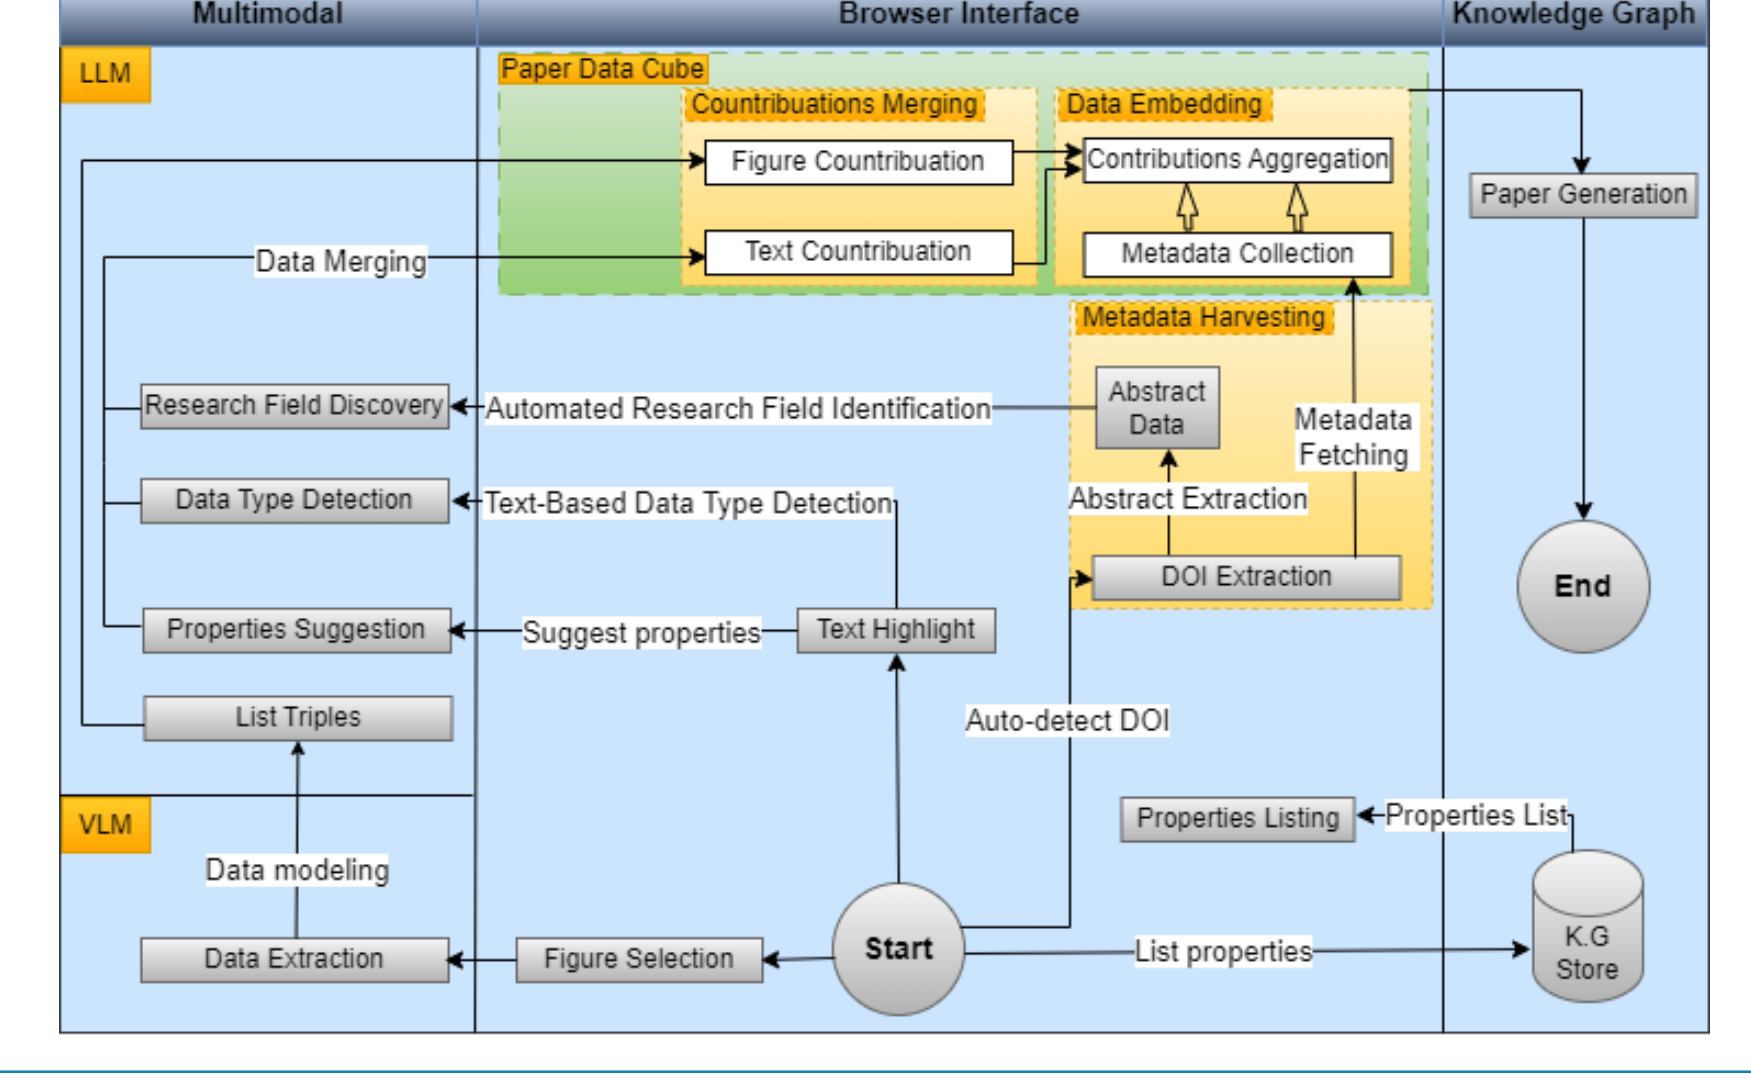 Multimodal
Browser Interface
Knowledge Graph
LLM
Paper Data Cube
Countribuations Merging
Data Embedding
Figure Countribuation
Contributions Aggregation
Paper Generation
Text Countribuation
Metadata Collection
Data Merging
Metadata Harvesting
Research Field Discovery
Automated Research Field Identification
Abstract
Data
Metadata
Fetching
Data Type Detection
Text-Based Data Type Detection
Abstract Extraction
DOI Extraction
End
Properties Suggestion
Suggest properties
Text Highlight
List Triples
Auto-detect DOI
VLM
Properties Listing
Properties List
Data modeling
Data Extraction
Figure Selection
Start
List properties
K.G
Store